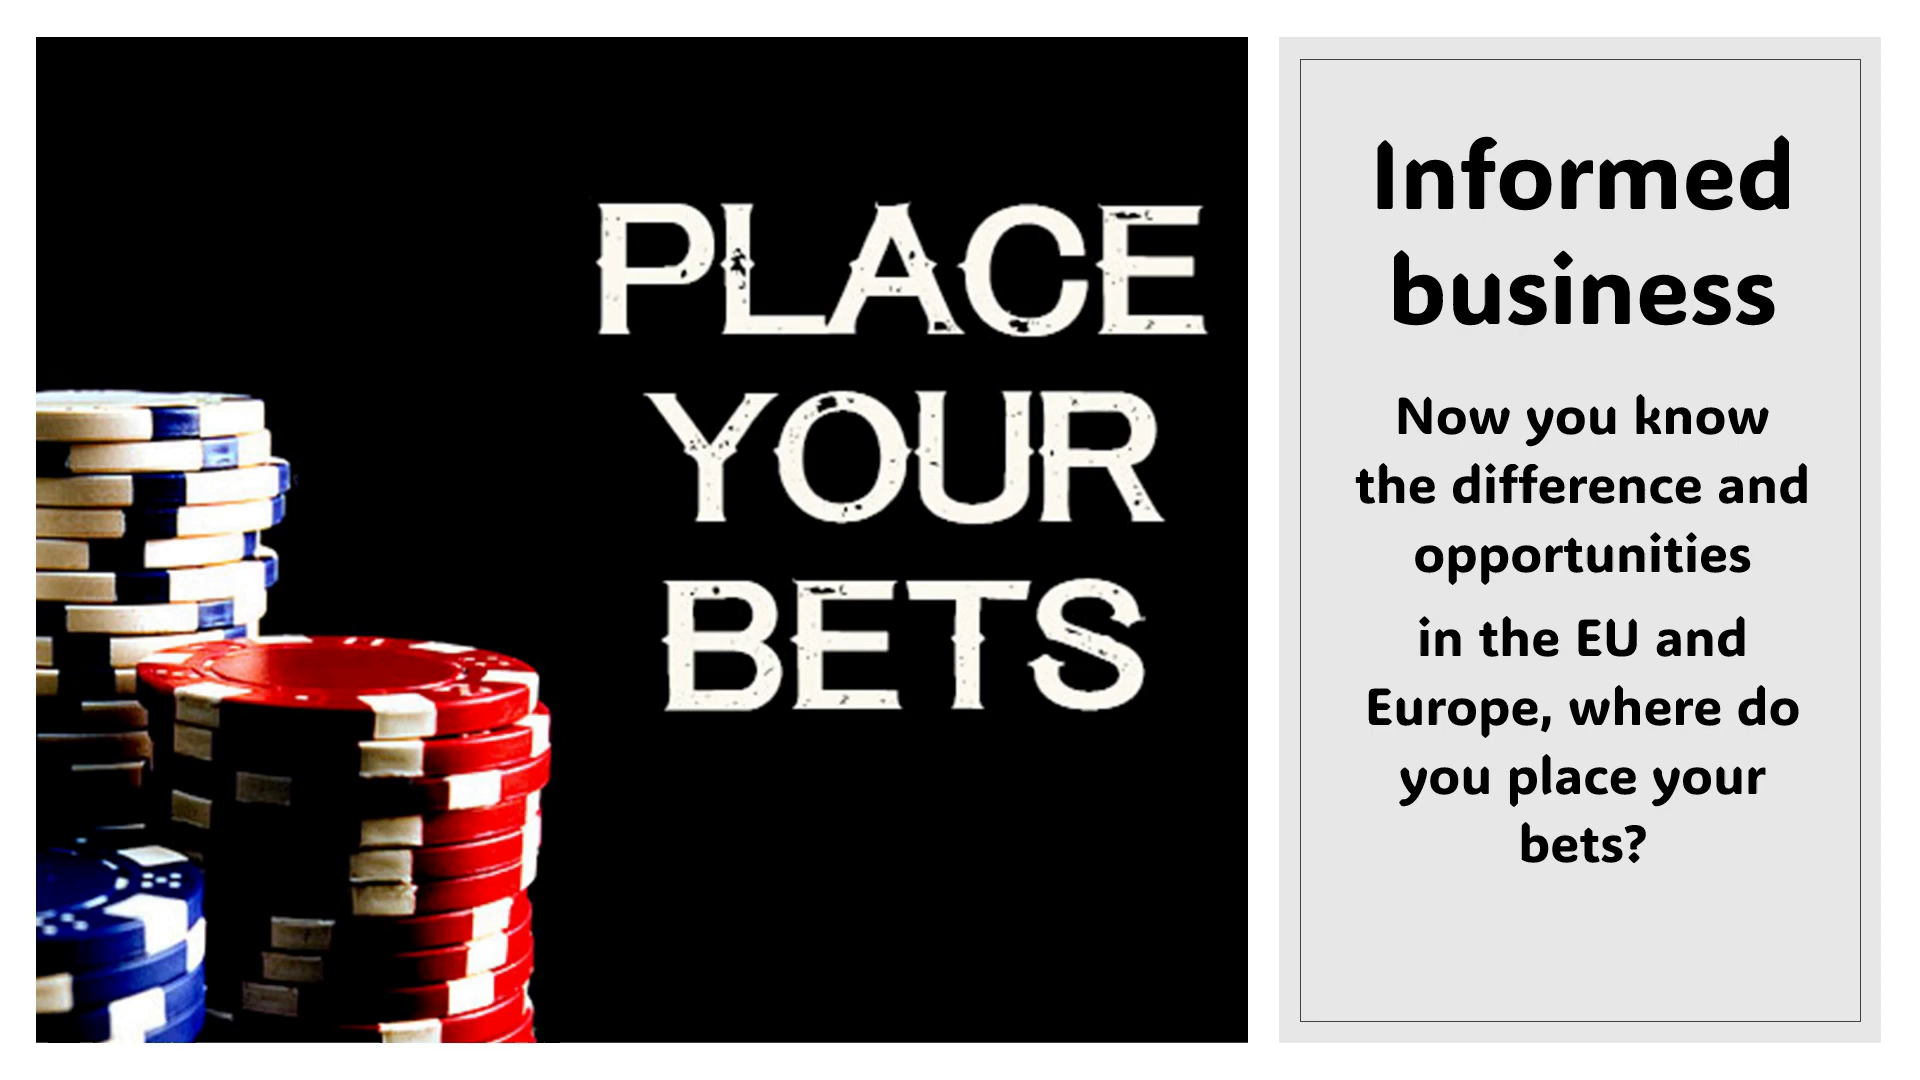 PLACE
YOUR
BETS
Informed
business
Now you know
the difference and
opportunities
in the EU and
Europe, where do
you place your
bets?